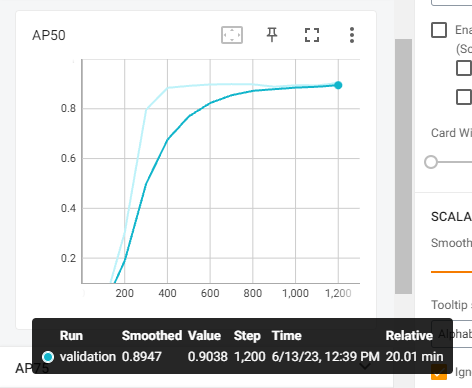 AP50
Ena
(Sc
0.8
0.6
0.4
0.2
200 400 600 800 1,000 1,200
Card Wi
SCALA
Smooth
Tooltip s
Alphab
Run Smoothed Value Step Time Relative
validation 0.8947 0.9038 1,200 6/13/23, 12:39 PM 20.01 min
AP75
Ign